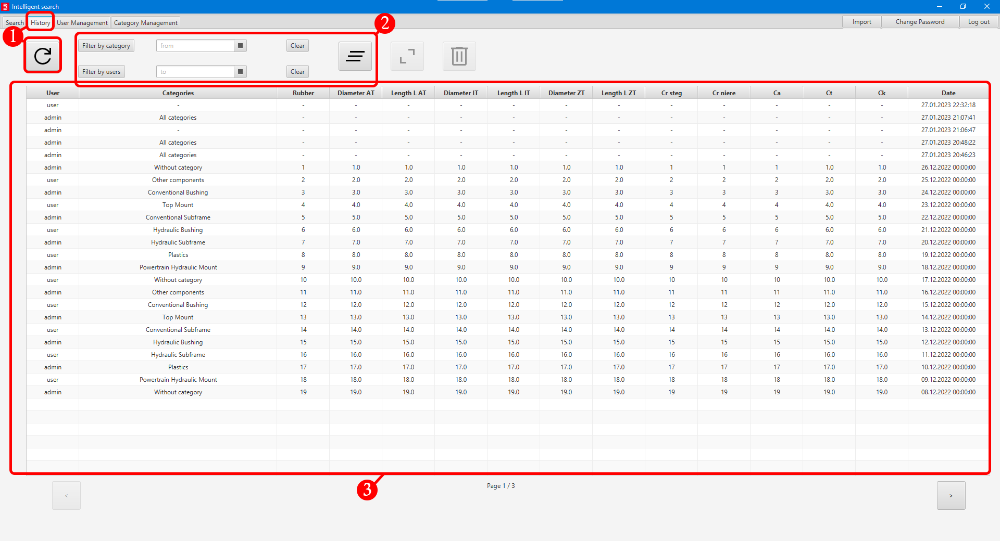 Intelligent search
Search History User Management Category Management Import Change Password Log out
1 2
Filter by category from Clear
Filter by users to Clear
User Categories Rubber Diameter AT Length L AT Diameter IT Length L IT Diameter ZT Length L ZT Cr steg Cr niere Ca Ct Ck Date
user - - - - - - - - - - - - - 27.01.2023 22:32:18
admin All categories - - - - - - - - - - - - 27.01.2023 21:07:41
admin - - - - - - - - - - - - - 27.01.2023 21:06:47
admin All categories - - - - - - - - - - - - 27.01.2023 20:48:22
admin All categories - - - - - - - - - - - - 27.01.2023 20:46:23
admin Without category 1 1.0 1.0 1.0 1.0 1.0 1.0 1 1 1 1.0 1.0 26.12.2022 00:00:00
user Other components 2 2.0 2.0 2.0 2.0 2.0 2.0 2 2 2 2.0 2.0 25.12.2022 00:00:00
admin Conventional Bushing 3 3.0 3.0 3.0 3.0 3.0 3.0 3 3 3 3.0 3.0 24.12.2022 00:00:00
user Top Mount 4 4.0 4.0 4.0 4.0 4.0 4.0 4 4 4 4.0 4.0 23.12.2022 00:00:00
admin Conventional Subframe 5 5.0 5.0 5.0 5.0 5.0 5.0 5 5 5 5.0 5.0 22.12.2022 00:00:00
user Hydraulic Bushing 6 6.0 6.0 6.0 6.0 6.0 6.0 6 6 6 6.0 6.0 21.12.2022 00:00:00
admin Hydraulic Subframe 7 7.0 7.0 7.0 7.0 7.0 7.0 7 7 7 7.0 7.0 20.12.2022 00:00:00
user Plastics 8 8.0 8.0 8.0 8.0 8.0 8.0 8 8 8 8.0 8.0 19.12.2022 00:00:00
admin Powertrain Hydraulic Mount 9 9.0 9.0 9.0 9.0 9.0 9.0 9 9 9 9.0 9.0 18.12.2022 00:00:00
user Without category 10 10.0 10.0 10.0 10.0 10.0 10.0 10 10 10 10.0 10.0 17.12.2022 00:00:00
admin Other components 11 11.0 11.0 11.0 11.0 11.0 11.0 11 11 11 11.0 11.0 16.12.2022 00:00:00
user Conventional Bushing 12 12.0 12.0 12.0 12.0 12.0 12.0 12 12 12 12.0 12.0 15.12.2022 00:00:00
admin Top Mount 13 13.0 13.0 13.0 13.0 13.0 13.0 13 13 13 13.0 13.0 14.12.2022 00:00:00
user Conventional Subframe 14 14.0 14.0 14.0 14.0 14.0 14.0 14 14 14 14.0 14.0 13.12.2022 00:00:00
admin Hydraulic Bushing 15 15.0 15.0 15.0 15.0 15.0 15.0 15 15 15 15.0 15.0 12.12.2022 00:00:00
user Hydraulic Subframe 16 16.0 16.0 16.0 16.0 16.0 16.0 16 16 16 16.0 16.0 11.12.2022 00:00:00
admin Plastics 17 17.0 17.0 17.0 17.0 17.0 17.0 17 17 17 17.0 17.0 10.12.2022 00:00:00
user Powertrain Hydraulic Mount 18 18.0 18.0 18.0 18.0 18.0 18.0 18 18 18 18.0 18.0 09.12.2022 00:00:00
admin Without category 19 19.0 19.0 19.0 19.0 19.0 19.0 19 19 19 19.0 19.0 08.12.2022 00:00:00
3 Page 1 / 3
< >